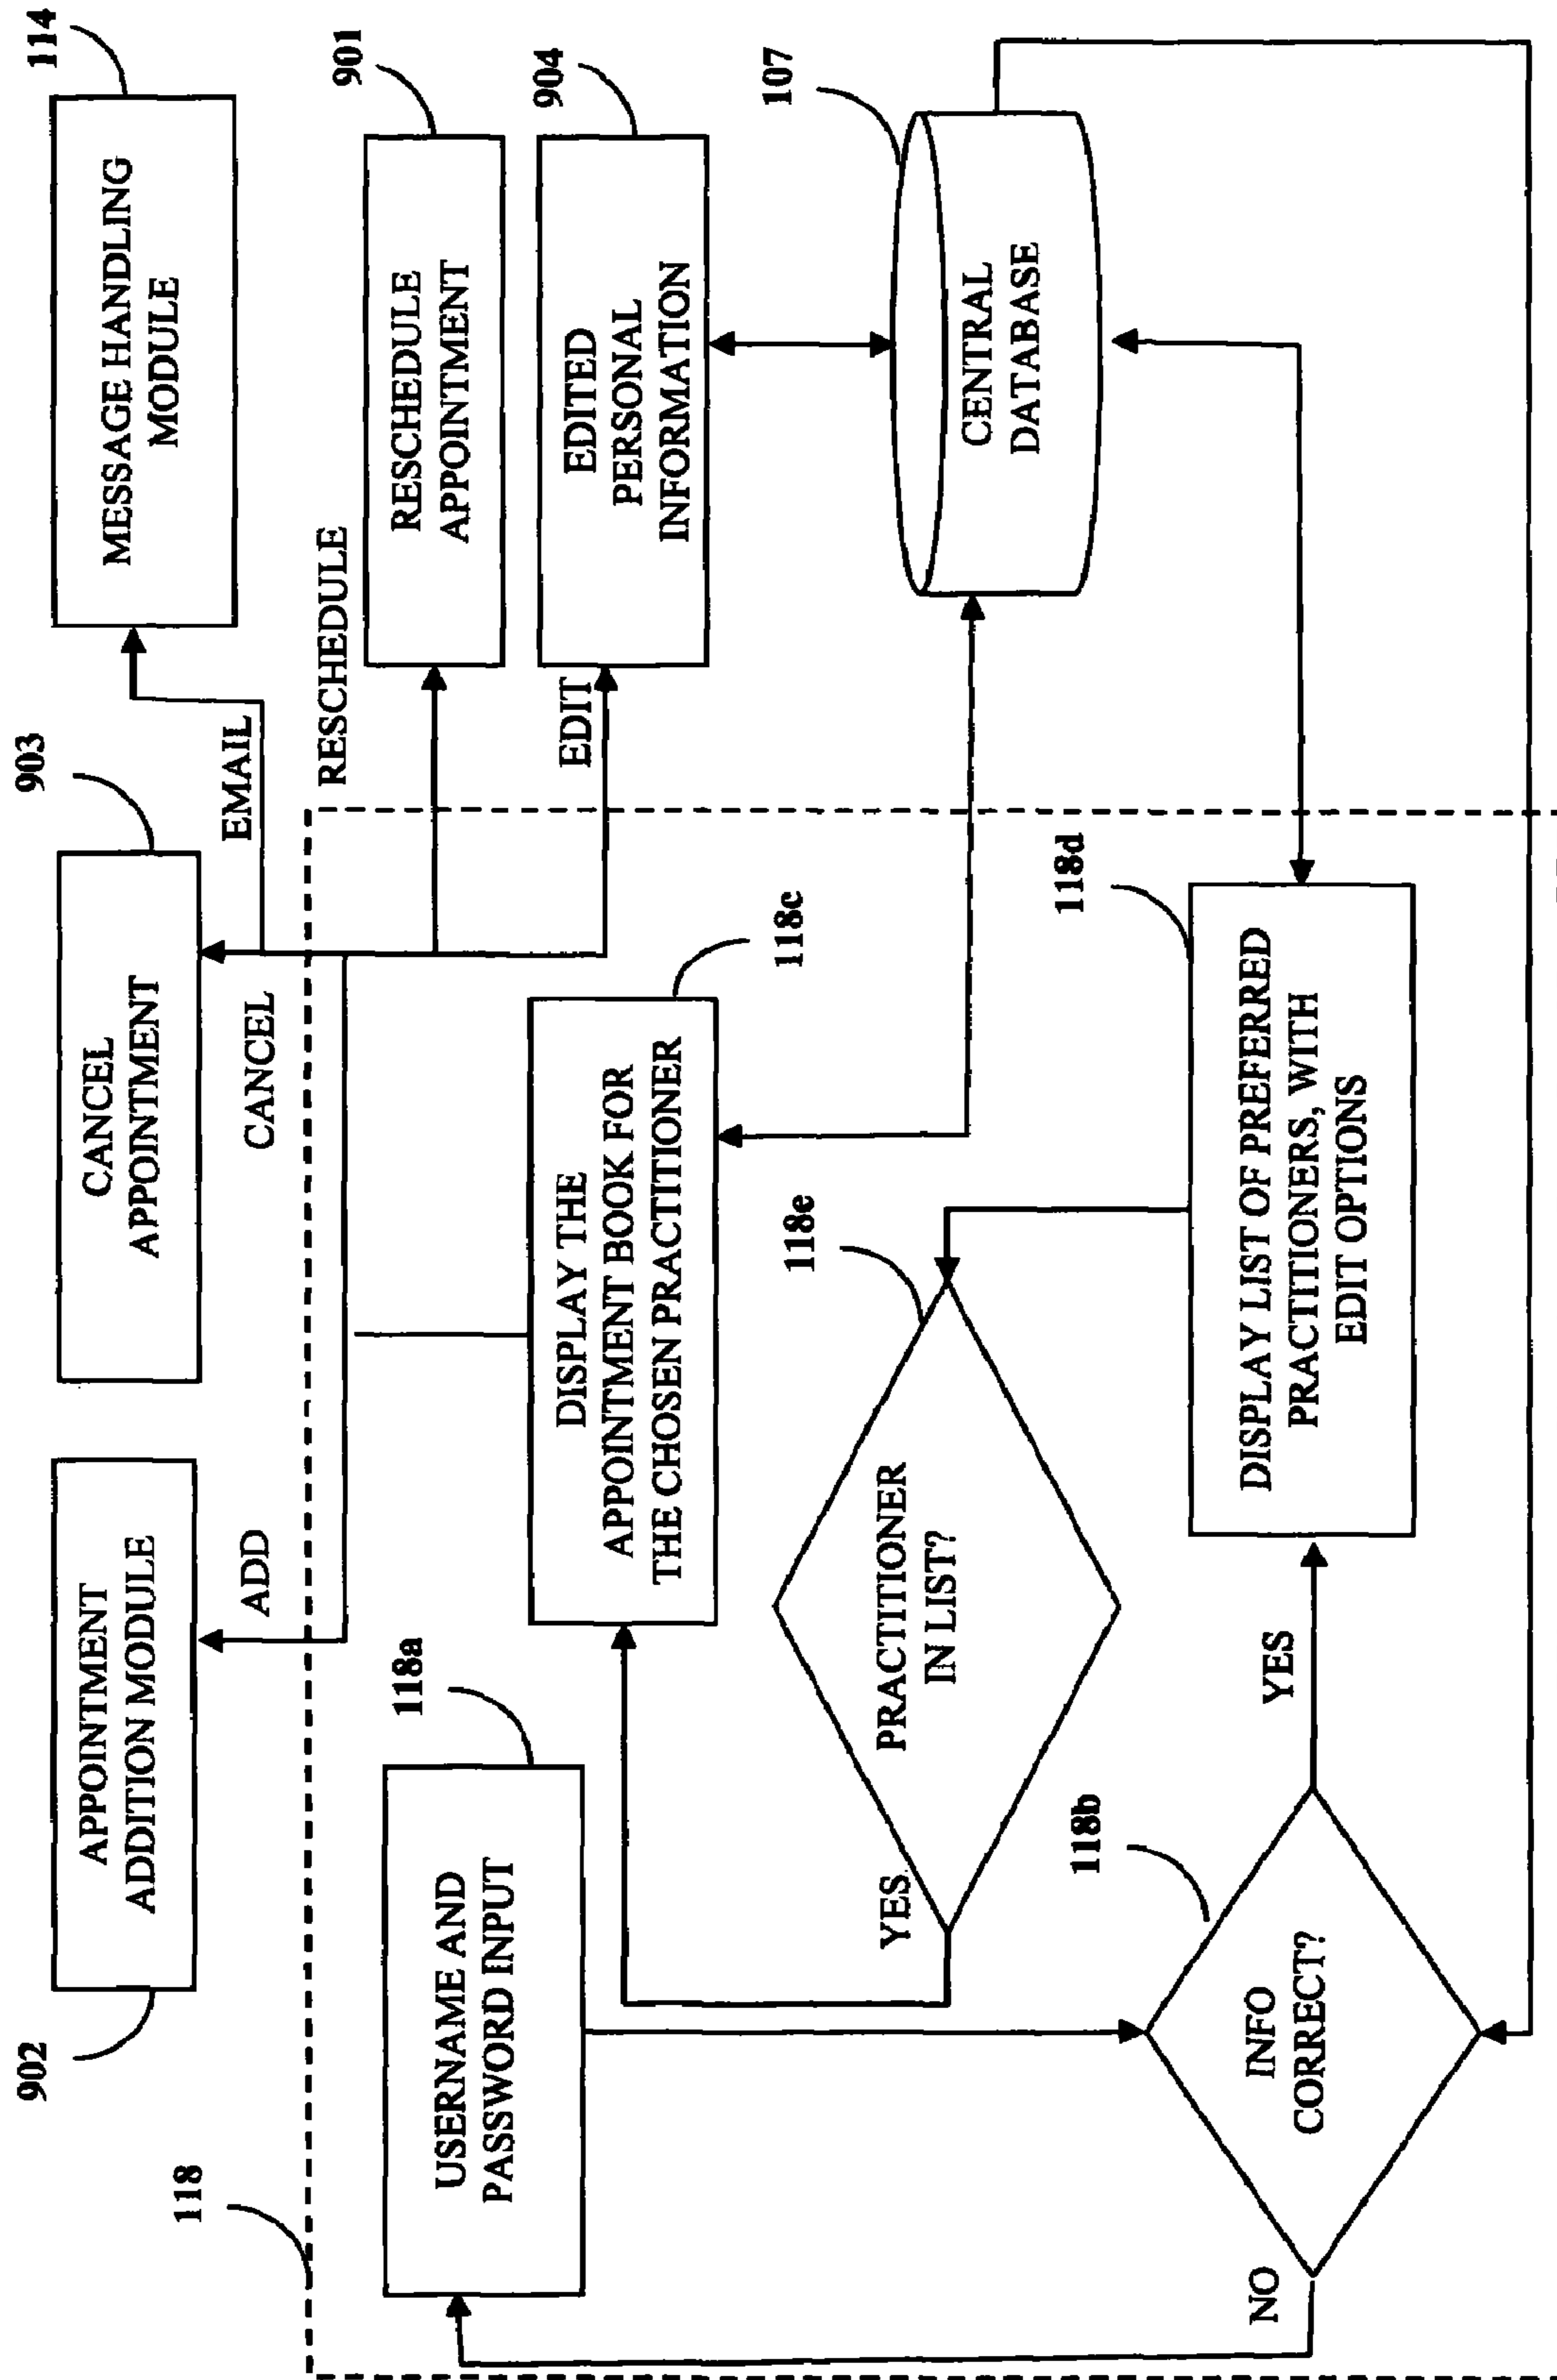 902
APPOINTMENT
ADDITION MODULE
903
CANCEL
APPOINTMENT
114
MESSAGE HANDLING
MODULE
ADD
CANCEL
EMAIL
RESCHEDULE
901
RESCHEDULE
APPOINTMENT
904
EDITED
PERSONAL
INFORMATION
EDIT
118
118a
USERNAME AND
PASSWORD INPUT
118c
DISPLAY THE
APPOINTMENT BOOK FOR
THE CHOSEN PRACTITIONER
107
CENTRAL
DATABASE
118e
PRACTITIONER
IN LIST?
YES
118d
DISPLAY LIST OF PREFERRED
PRACTITIONERS, WITH
EDIT OPTIONS
118b
INFO
CORRECT?
YES
NO